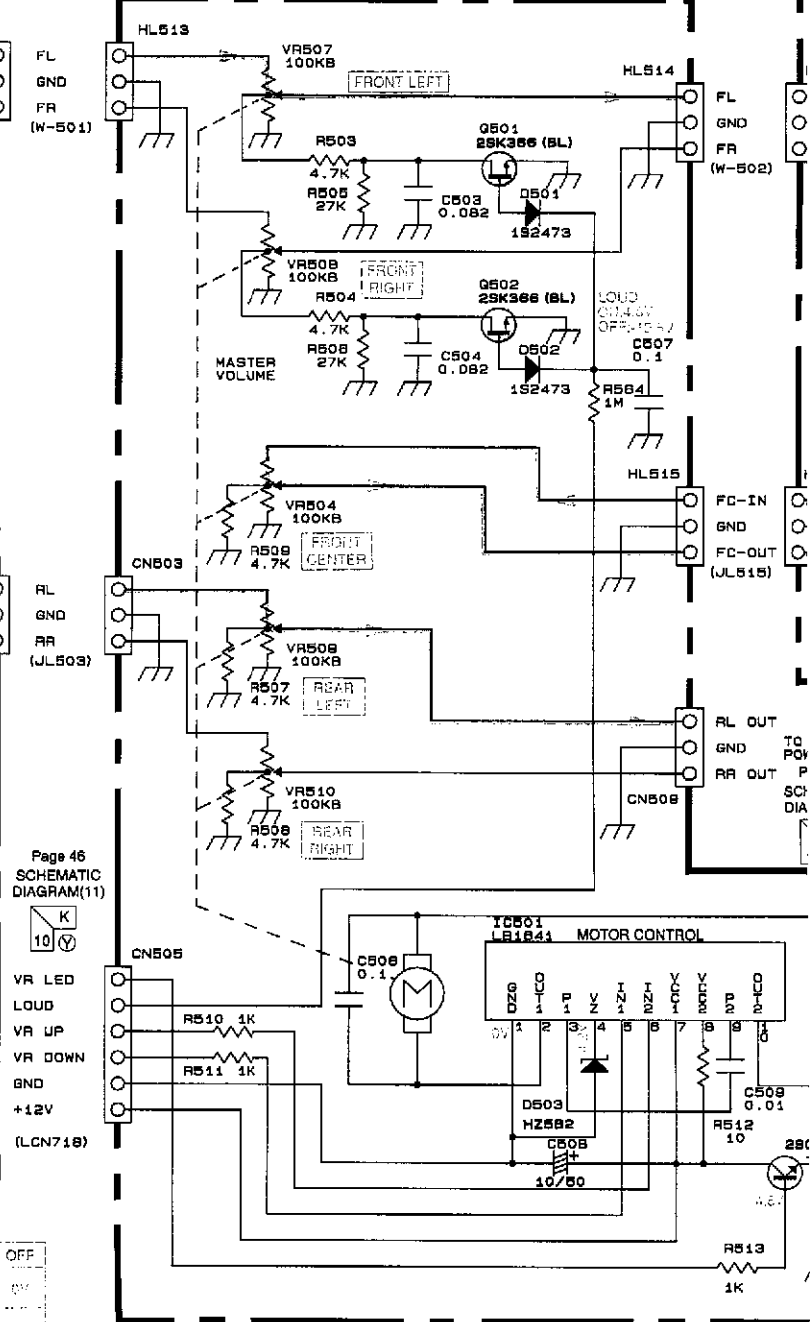 HL513
FL
GND
FR
(W-501)
VR507
100KB
FRONT LEFT
HL514
FL
GND
FR
(W-502)
R503
4.7K
R505
27K
C503
0.082
Q501
2SK366 (BL)
D501
1S2473
VR508
100KB
FRONT
RIGHT
R504
4.7K
R506
27K
C504
0.082
Q502
2SK366 (BL)
D502
1S2473
LOUD
C507
0.1
R564
1M
MASTER
VOLUME
HL515
FC-IN
GND
FC-OUT
(JL515)
VR504
100KB
R509
4.7K
FRONT
CENTER
CN503
RL
GND
RR
(JL503)
VR509
100KB
R507
4.7K
REAR
LEFT
RL OUT
GND
RR OUT
CN509
TO
VR510
100KB
R508
4.7K
REAR
RIGHT
Page 46
SCHEMATIC
DIAGRAM(11)
K
10 Y
CN505
VR LED
LOUD
VR UP
VR DOWN
GND
+12V
(LCN718)
R510 1K
R511 1K
C506
0.1
M
IC501
LB1641 MOTOR CONTROL
GND OUT1 P1 VZ IN1 IN2 VCC1 VCC2 P2 OUT2
1 2 3 4 5 6 7 8 9 10
0V
D503
HZ5B2
C508
+
10/50
C509
0.01
R512
10
R513
1K
OFF
0V